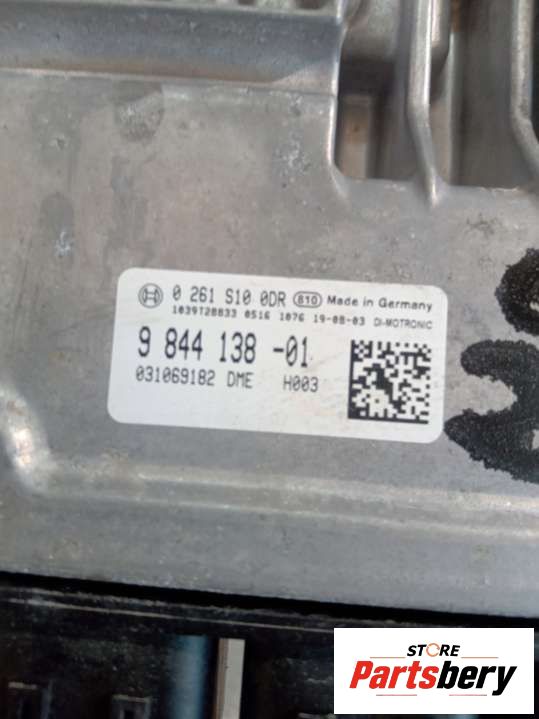 0 261 S10 0DR 810 Made in Germany
1039T28833 0516 1076 19-08-03 DI-MOTRONIC
9 844 138 -01
031069182 DME H003
STORE
Partsbery